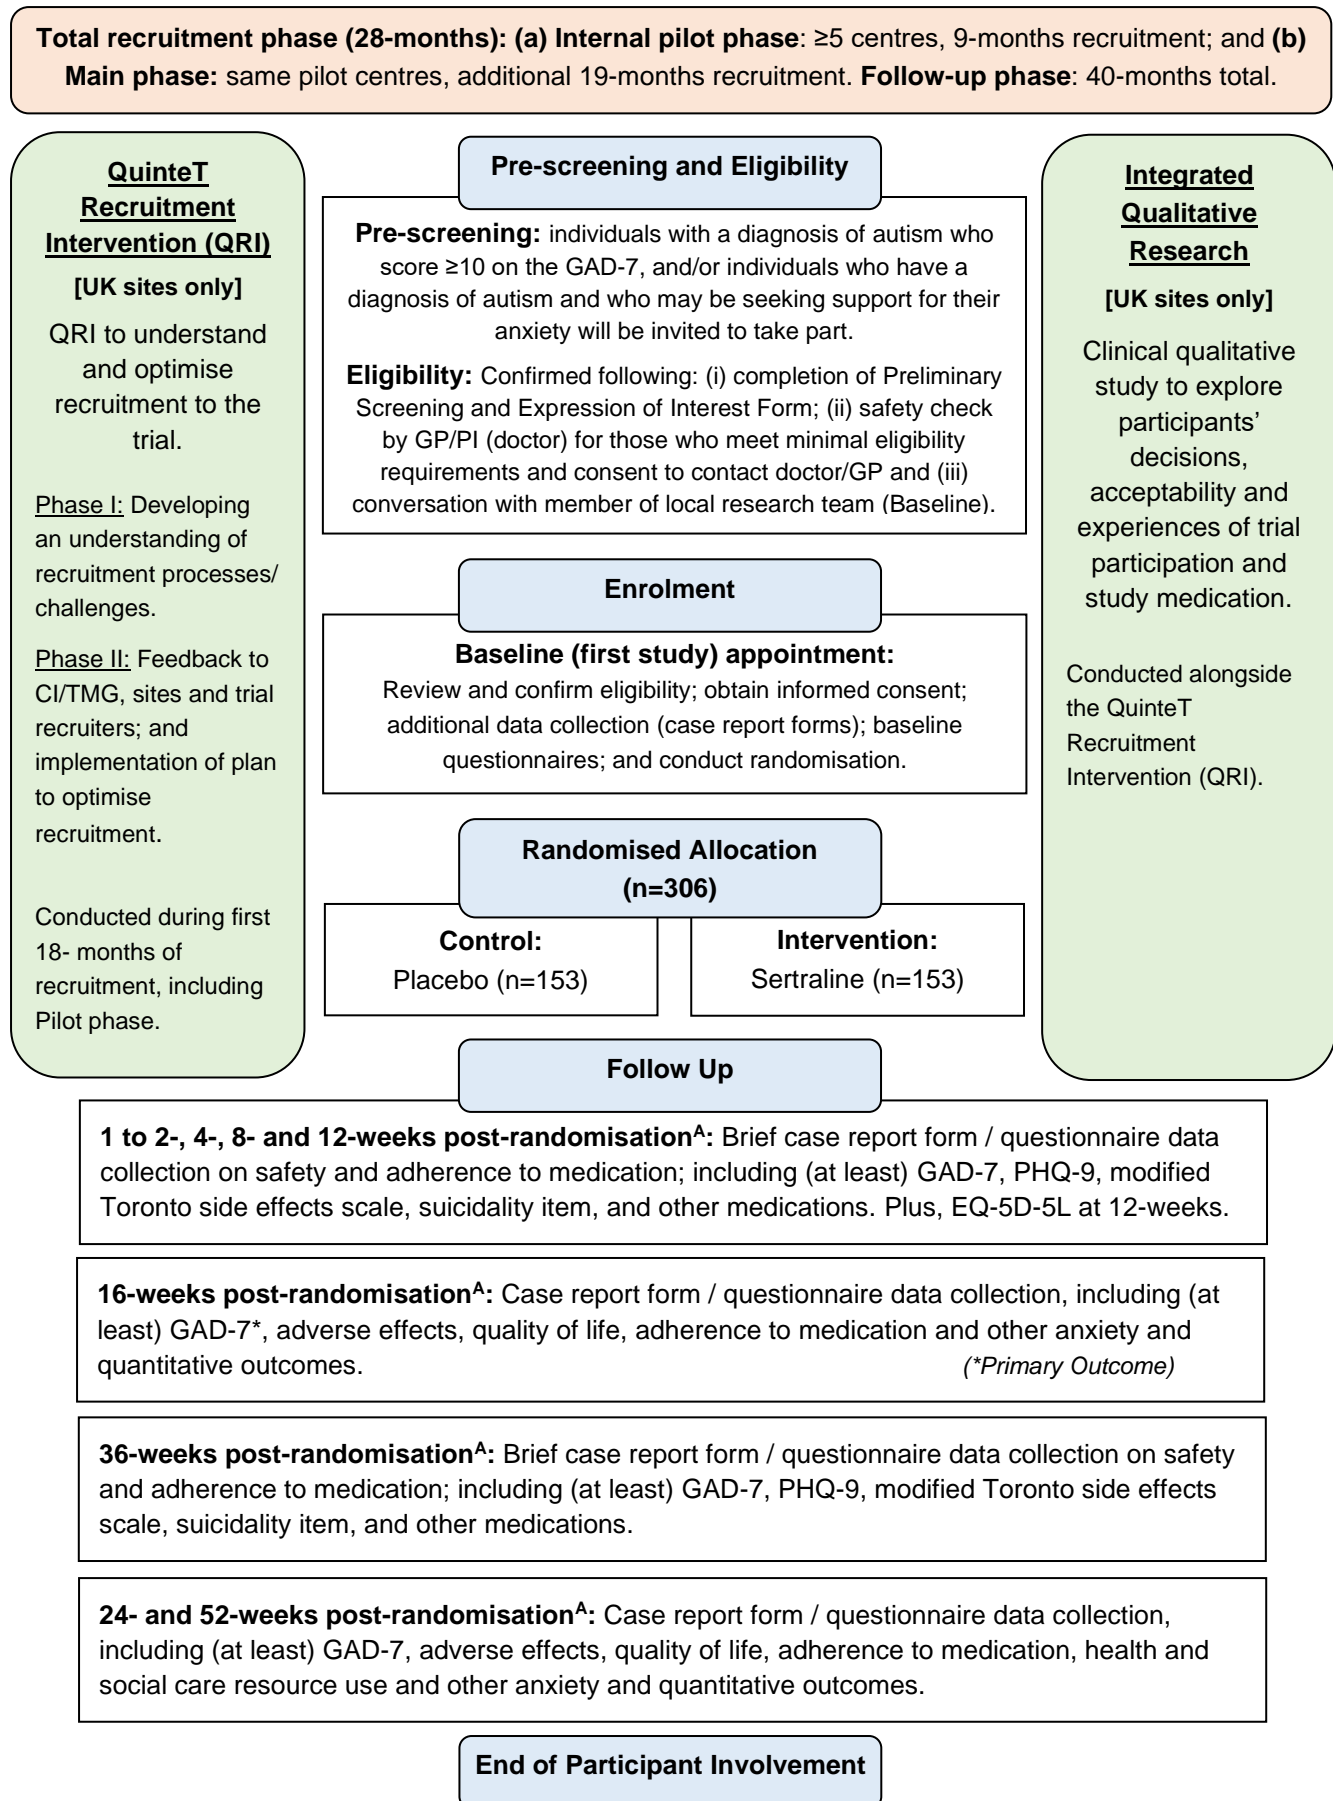 Total recruitment phase (28-months): (a) Internal pilot phase: ≥5 centres, 9-months recruitment; and (b)
Main phase: same pilot centres, additional 19-months recruitment. Follow-up phase: 40-months total.
QuinteT
Recruitment
Intervention (QRI)
[UK sites only]
QRI to understand
and optimise
recruitment to the
trial.
Phase I: Developing
an understanding of
recruitment processes/
challenges.
Phase II: Feedback to
CI/TMG, sites and trial
recruiters; and
implementation of plan
to optimise
recruitment.
Conducted during first
18- months of
recruitment, including
Pilot phase.
Pre-screening and Eligibility
Pre-screening: individuals with a diagnosis of autism who
score ≥10 on the GAD-7, and/or individuals who have a
diagnosis of autism and who may be seeking support for their
anxiety will be invited to take part.
Eligibility: Confirmed following: (i) completion of Preliminary
Screening and Expression of Interest Form; (ii) safety check
by GP/PI (doctor) for those who meet minimal eligibility
requirements and consent to contact doctor/GP and (iii)
conversation with member of local research team (Baseline).
Enrolment
Baseline (first study) appointment:
Review and confirm eligibility; obtain informed consent;
additional data collection (case report forms); baseline
questionnaires; and conduct randomisation.
Randomised Allocation
(n=306)
Control:
Placebo (n=153)
Intervention:
Sertraline (n=153)
Integrated
Qualitative
Research
[UK sites only]
Clinical qualitative
study to explore
participants’
decisions,
acceptability and
experiences of trial
participation and
study medication.
Conducted alongside
the QuinteT
Recruitment
Intervention (QRI).
Follow Up
1 to 2-, 4-, 8- and 12-weeks post-randomisationᴬ: Brief case report form / questionnaire data
collection on safety and adherence to medication; including (at least) GAD-7, PHQ-9, modified
Toronto side effects scale, suicidality item, and other medications. Plus, EQ-5D-5L at 12-weeks.
16-weeks post-randomisationᴬ: Case report form / questionnaire data collection, including (at
least) GAD-7*, adverse effects, quality of life, adherence to medication and other anxiety and
quantitative outcomes. (*Primary Outcome)
36-weeks post-randomisationᴬ: Brief case report form / questionnaire data collection on safety
and adherence to medication; including (at least) GAD-7, PHQ-9, modified Toronto side effects
scale, suicidality item, and other medications.
24- and 52-weeks post-randomisationᴬ: Case report form / questionnaire data collection,
including (at least) GAD-7, adverse effects, quality of life, adherence to medication, health and
social care resource use and other anxiety and quantitative outcomes.
End of Participant Involvement